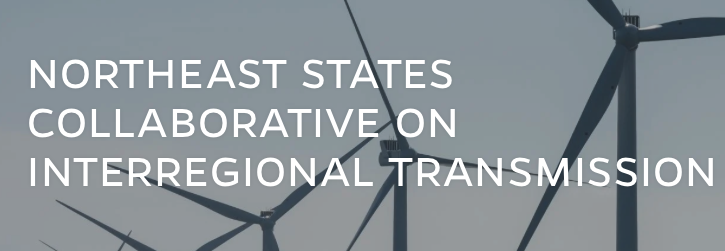 NORTHEAST STATES
COLLABORATIVE ON
INTERREGIONAL TRANSMISSION